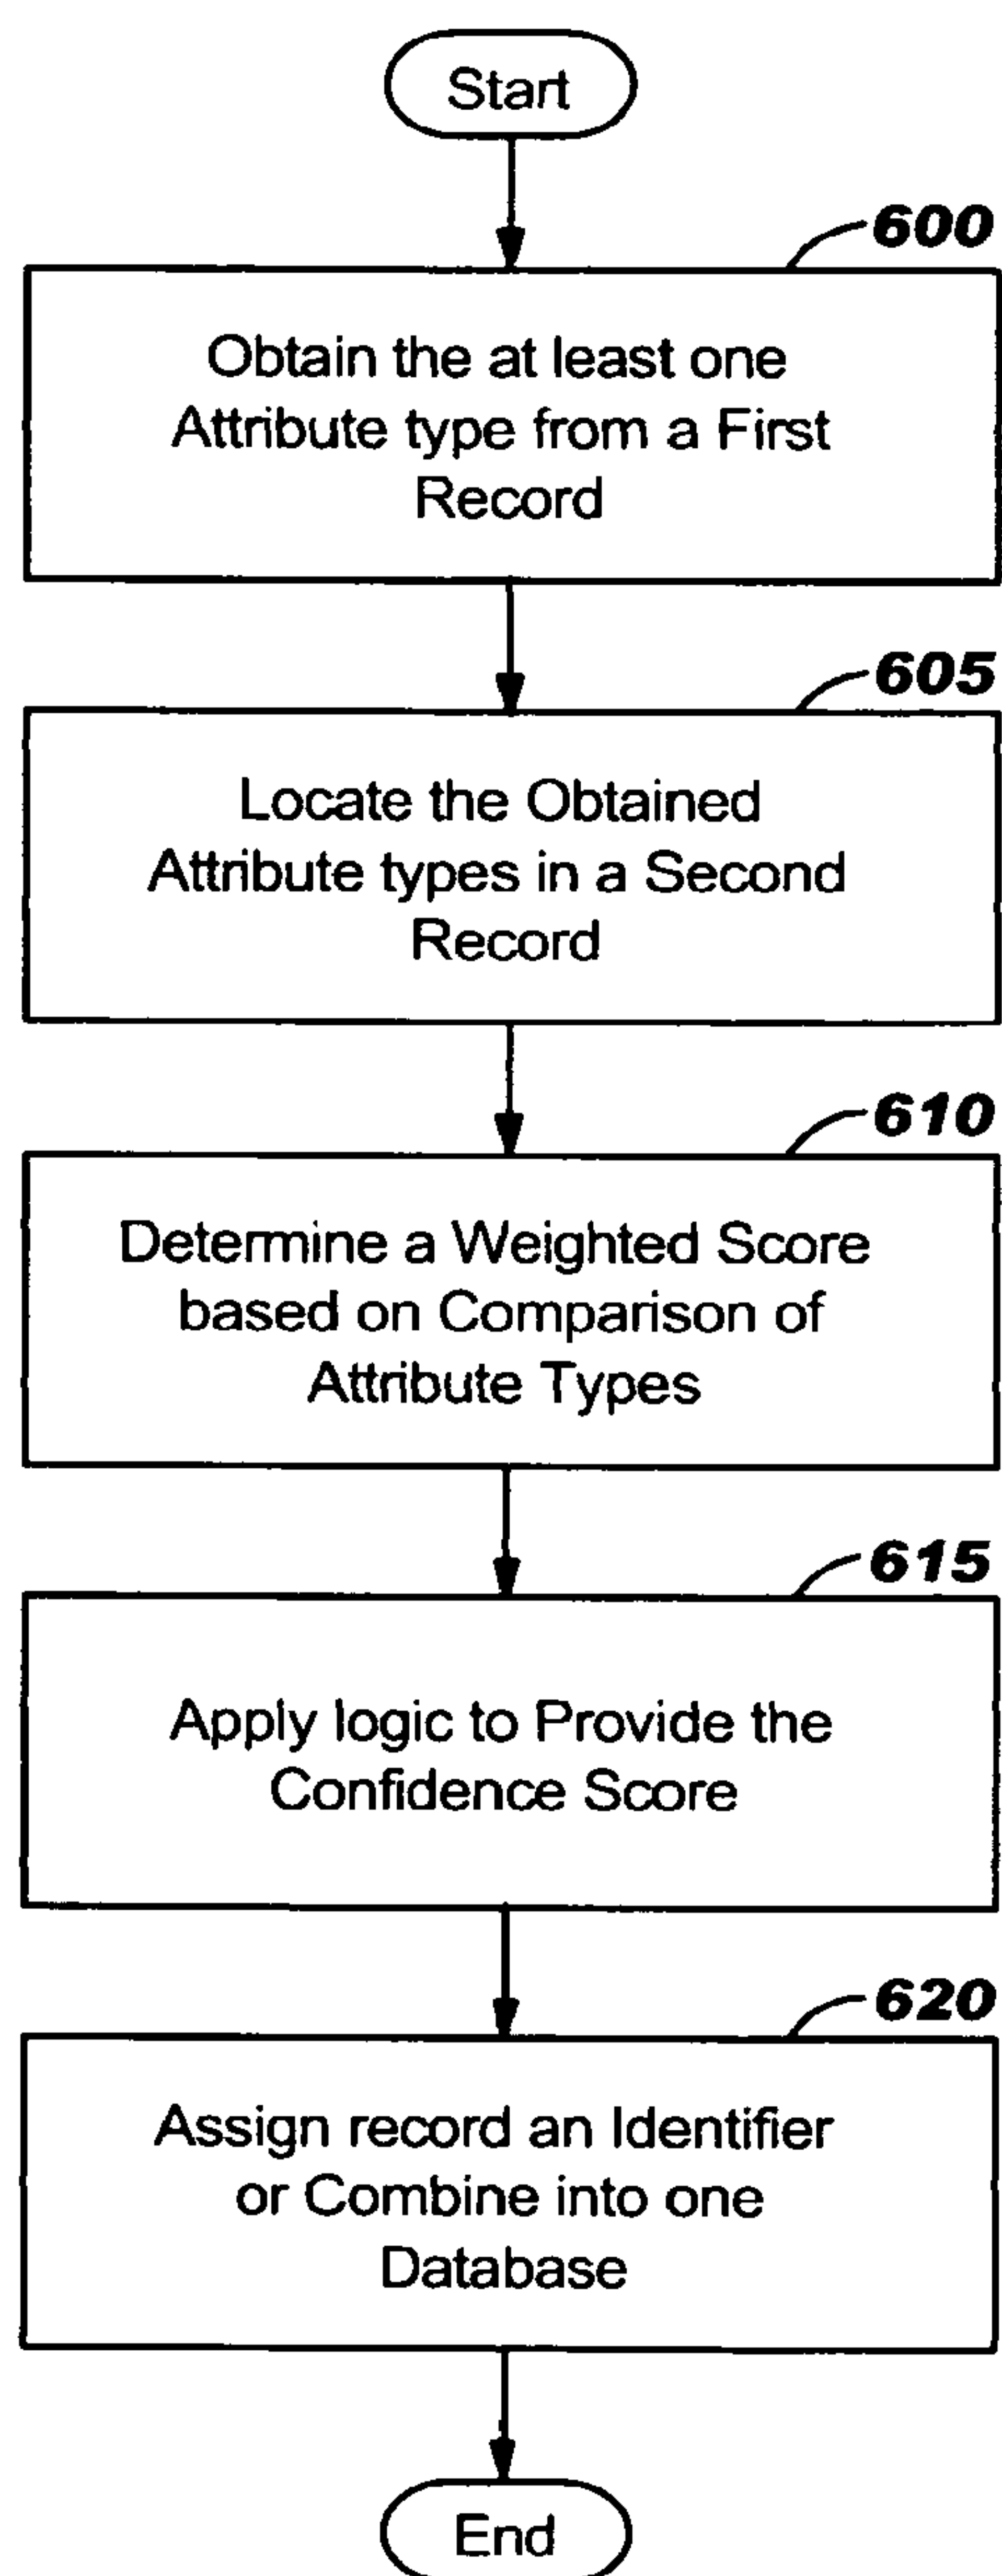 Start
600
Obtain the at least one
Attribute type from a First
Record
605
Locate the Obtained
Attribute types in a Second
Record
610
Determine a Weighted Score
based on Comparison of
Attribute Types
615
Apply logic to Provide the
Confidence Score
620
Assign record an Identifier
or Combine into one
Database
End